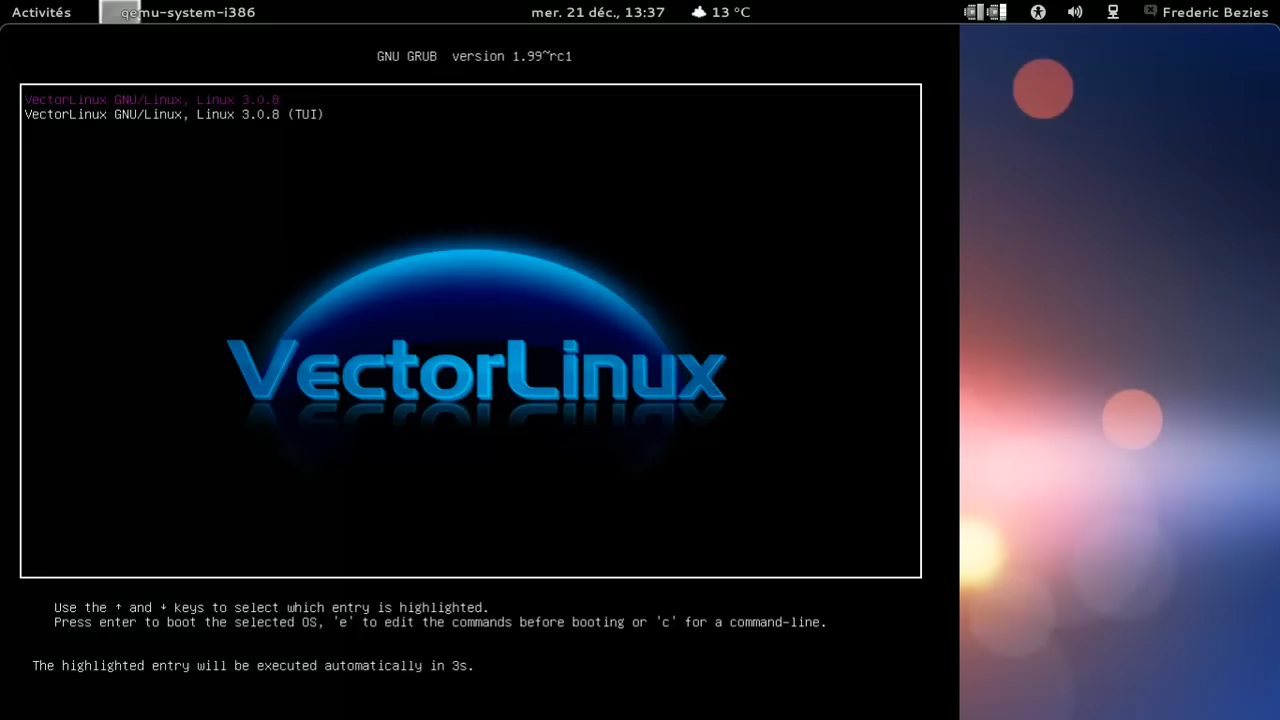 Activités qemu-system-i386 mer. 21 déc., 13:37 13 °C Frederic Bezies
GNU GRUB version 1.99~rc1
VectorLinux GNU/Linux, Linux 3.0.8
VectorLinux GNU/Linux, Linux 3.0.8 (TUI)
VectorLinux
Use the ↑ and ↓ keys to select which entry is highlighted.
Press enter to boot the selected OS, 'e' to edit the commands before booting or 'c' for a command-line.
The highlighted entry will be executed automatically in 3s.